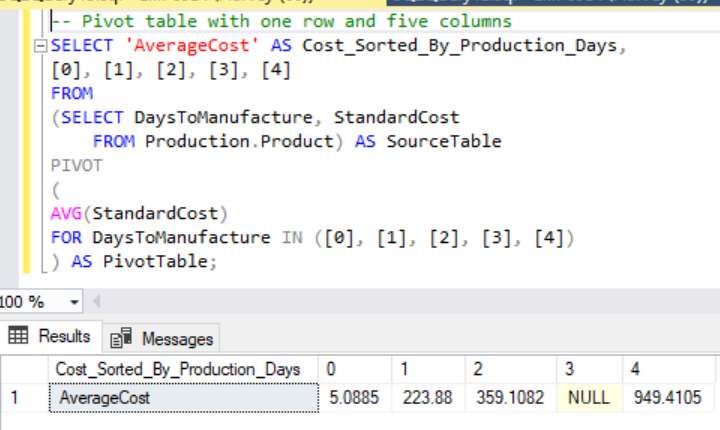 -- Pivot table with one row and five columns
SELECT 'AverageCost' AS Cost_Sorted_By_Production_Days,
[0], [1], [2], [3], [4]
FROM
(SELECT DaysToManufacture, StandardCost
FROM Production.Product) AS SourceTable
PIVOT
(
AVG(StandardCost)
FOR DaysToManufacture IN ([0], [1], [2], [3], [4])
) AS PivotTable;
100 %
Results Messages
Cost_Sorted_By_Production_Days 0 1 2 3 4
1 AverageCost 5.0885 223.88 359.1082 NULL 949.4105